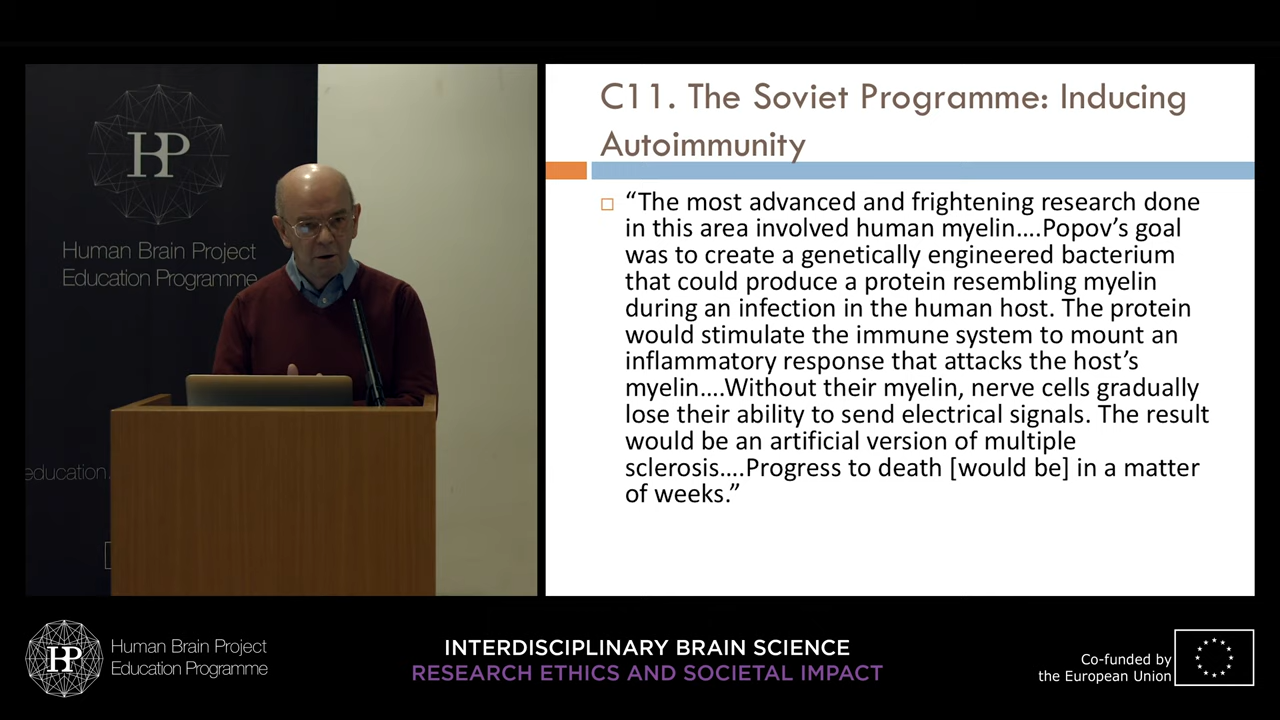 HP
Human Brain Project
Education Programme
education.
C11. The Soviet Programme: Inducing
Autoimmunity
“The most advanced and frightening research done
in this area involved human myelin....Popov’s goal
was to create a genetically engineered bacterium
that could produce a protein resembling myelin
during an infection in the human host. The protein
would stimulate the immune system to mount an
inflammatory response that attacks the host’s
myelin....Without their myelin, nerve cells gradually
lose their ability to send electrical signals. The result
would be an artificial version of multiple
sclerosis....Progress to death [would be] in a matter
of weeks.”
HP
Human Brain Project
Education Programme
INTERDISCIPLINARY BRAIN SCIENCE
RESEARCH ETHICS AND SOCIETAL IMPACT
Co-funded by
the European Union